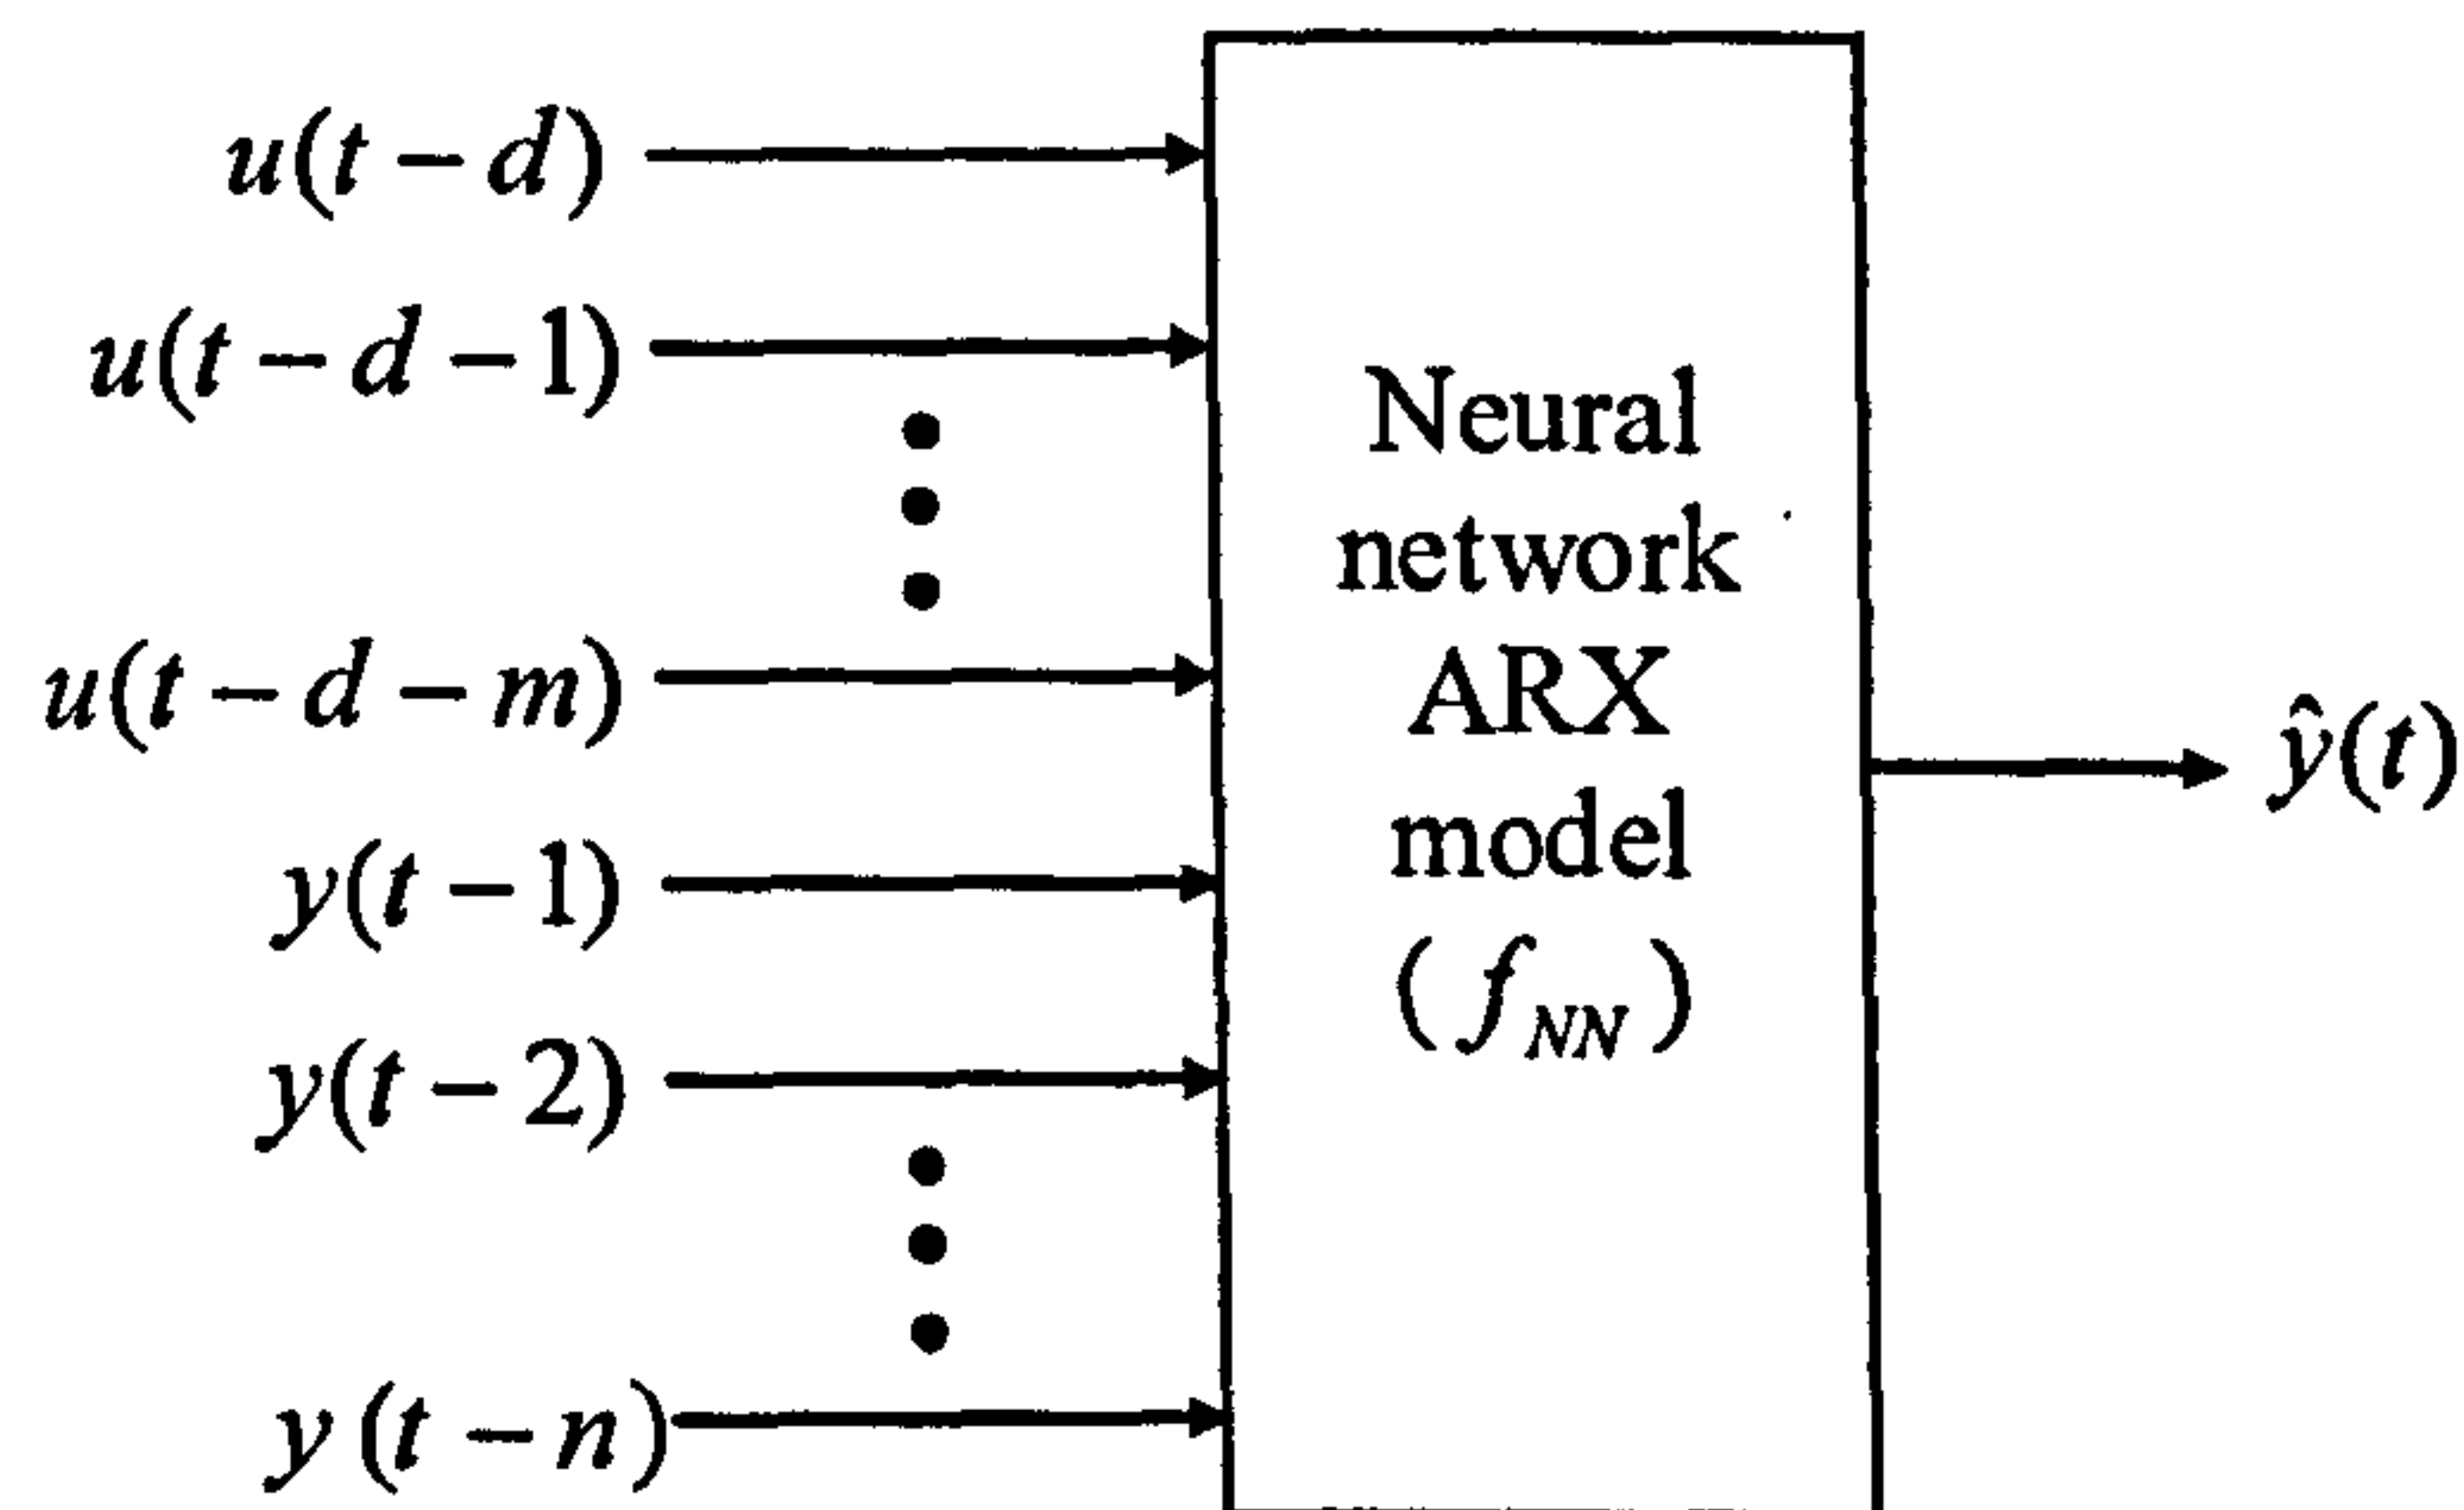 u(t − d)
u(t − d − 1)
u(t − d − m)
y(t − 1)
y(t − 2)
y(t − n)
Neural
network
ARX
model
(f_NN)
ŷ(t)